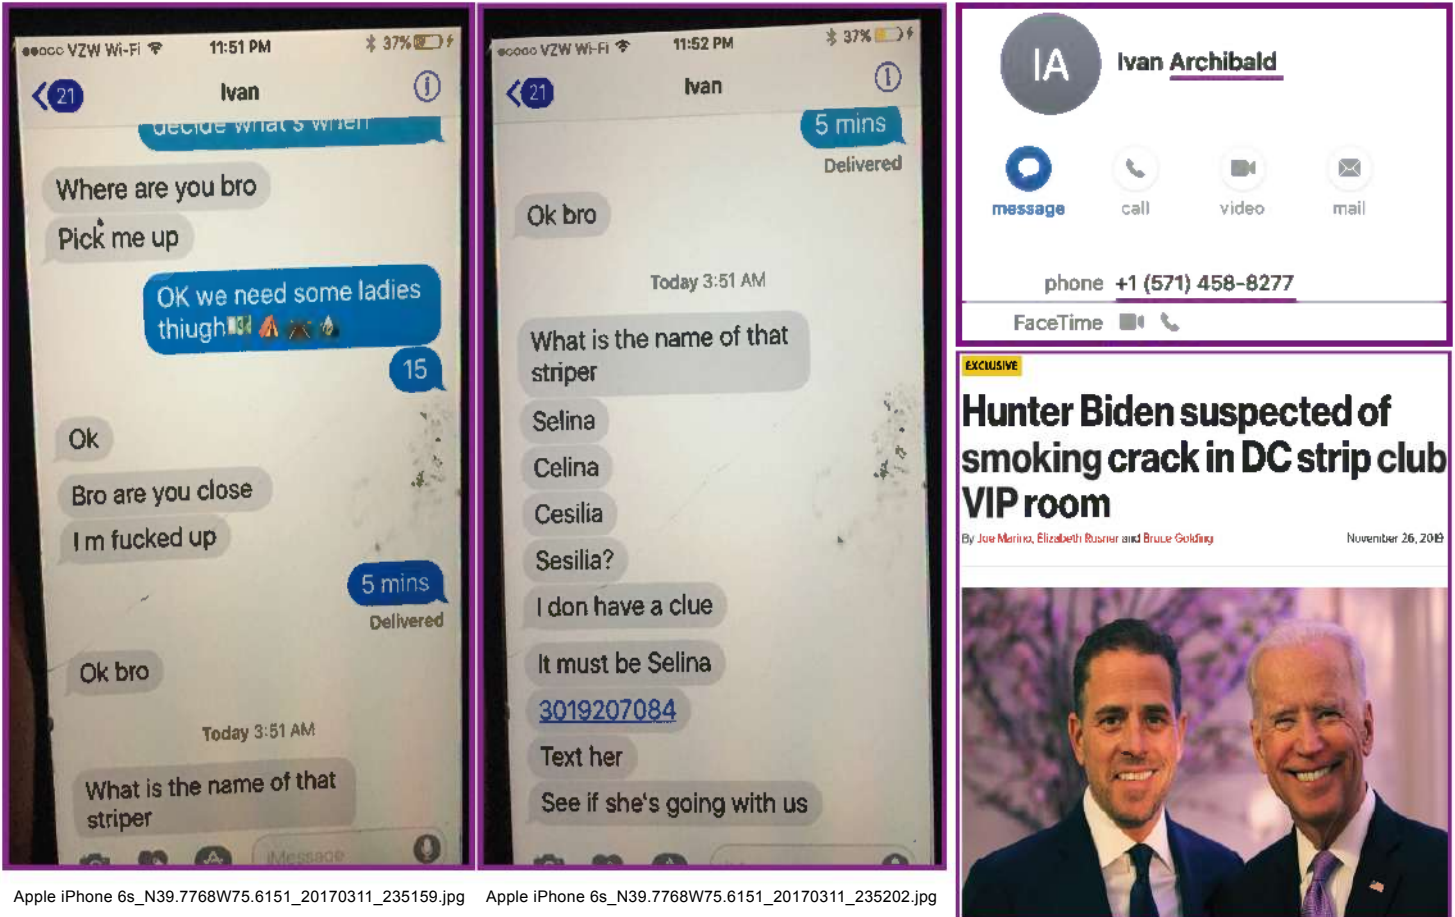 VZW Wi-Fi
11:51 PM
37%
21
Ivan
decide what's when
Where are you bro
Pick me up
OK we need some ladies
thiugh
15
Ok
Bro are you close
I m fucked up
5 mins
Delivered
Ok bro
Today 3:51 AM
What is the name of that
striper
iMessage
Apple iPhone 6s_N39.7768W75.6151_20170311_235159.jpg
VZW Wi-Fi
11:52 PM
37%
21
Ivan
5 mins
Delivered
Ok bro
Today 3:51 AM
What is the name of that
striper
Selina
Celina
Cesilia
Sesilia?
I don have a clue
It must be Selina
3019207084
Text her
See if she's going with us
Apple iPhone 6s_N39.7768W75.6151_20170311_235202.jpg
IA
Ivan Archibald
message
call
video
mail
phone +1 (571) 458-8277
FaceTime
EXCLUSIVE
Hunter Biden suspected of
smoking crack in DC strip club
VIP room
By Joe Marino, Elizabeth Rosner and Bruce Golding
November 26, 2019